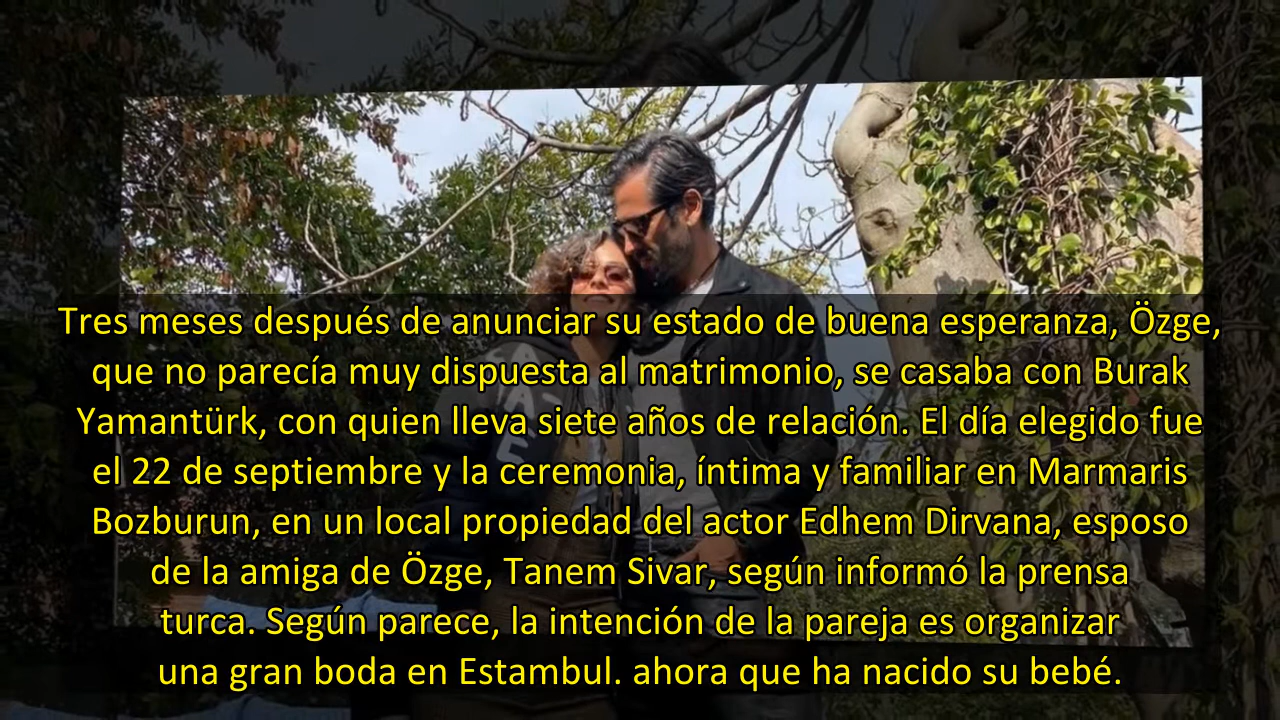 Tres meses después de anunciar su estado de buena esperanza, Özge,
que no parecía muy dispuesta al matrimonio, se casaba con Burak
Yamantürk, con quien lleva siete años de relación. El día elegido fue
el 22 de septiembre y la ceremonia, íntima y familiar en Marmaris
Bozburun, en un local propiedad del actor Edhem Dirvana, esposo
de la amiga de Özge, Tanem Sivar, según informó la prensa
turca. Según parece, la intención de la pareja es organizar
una gran boda en Estambul. ahora que ha nacido su bebé.